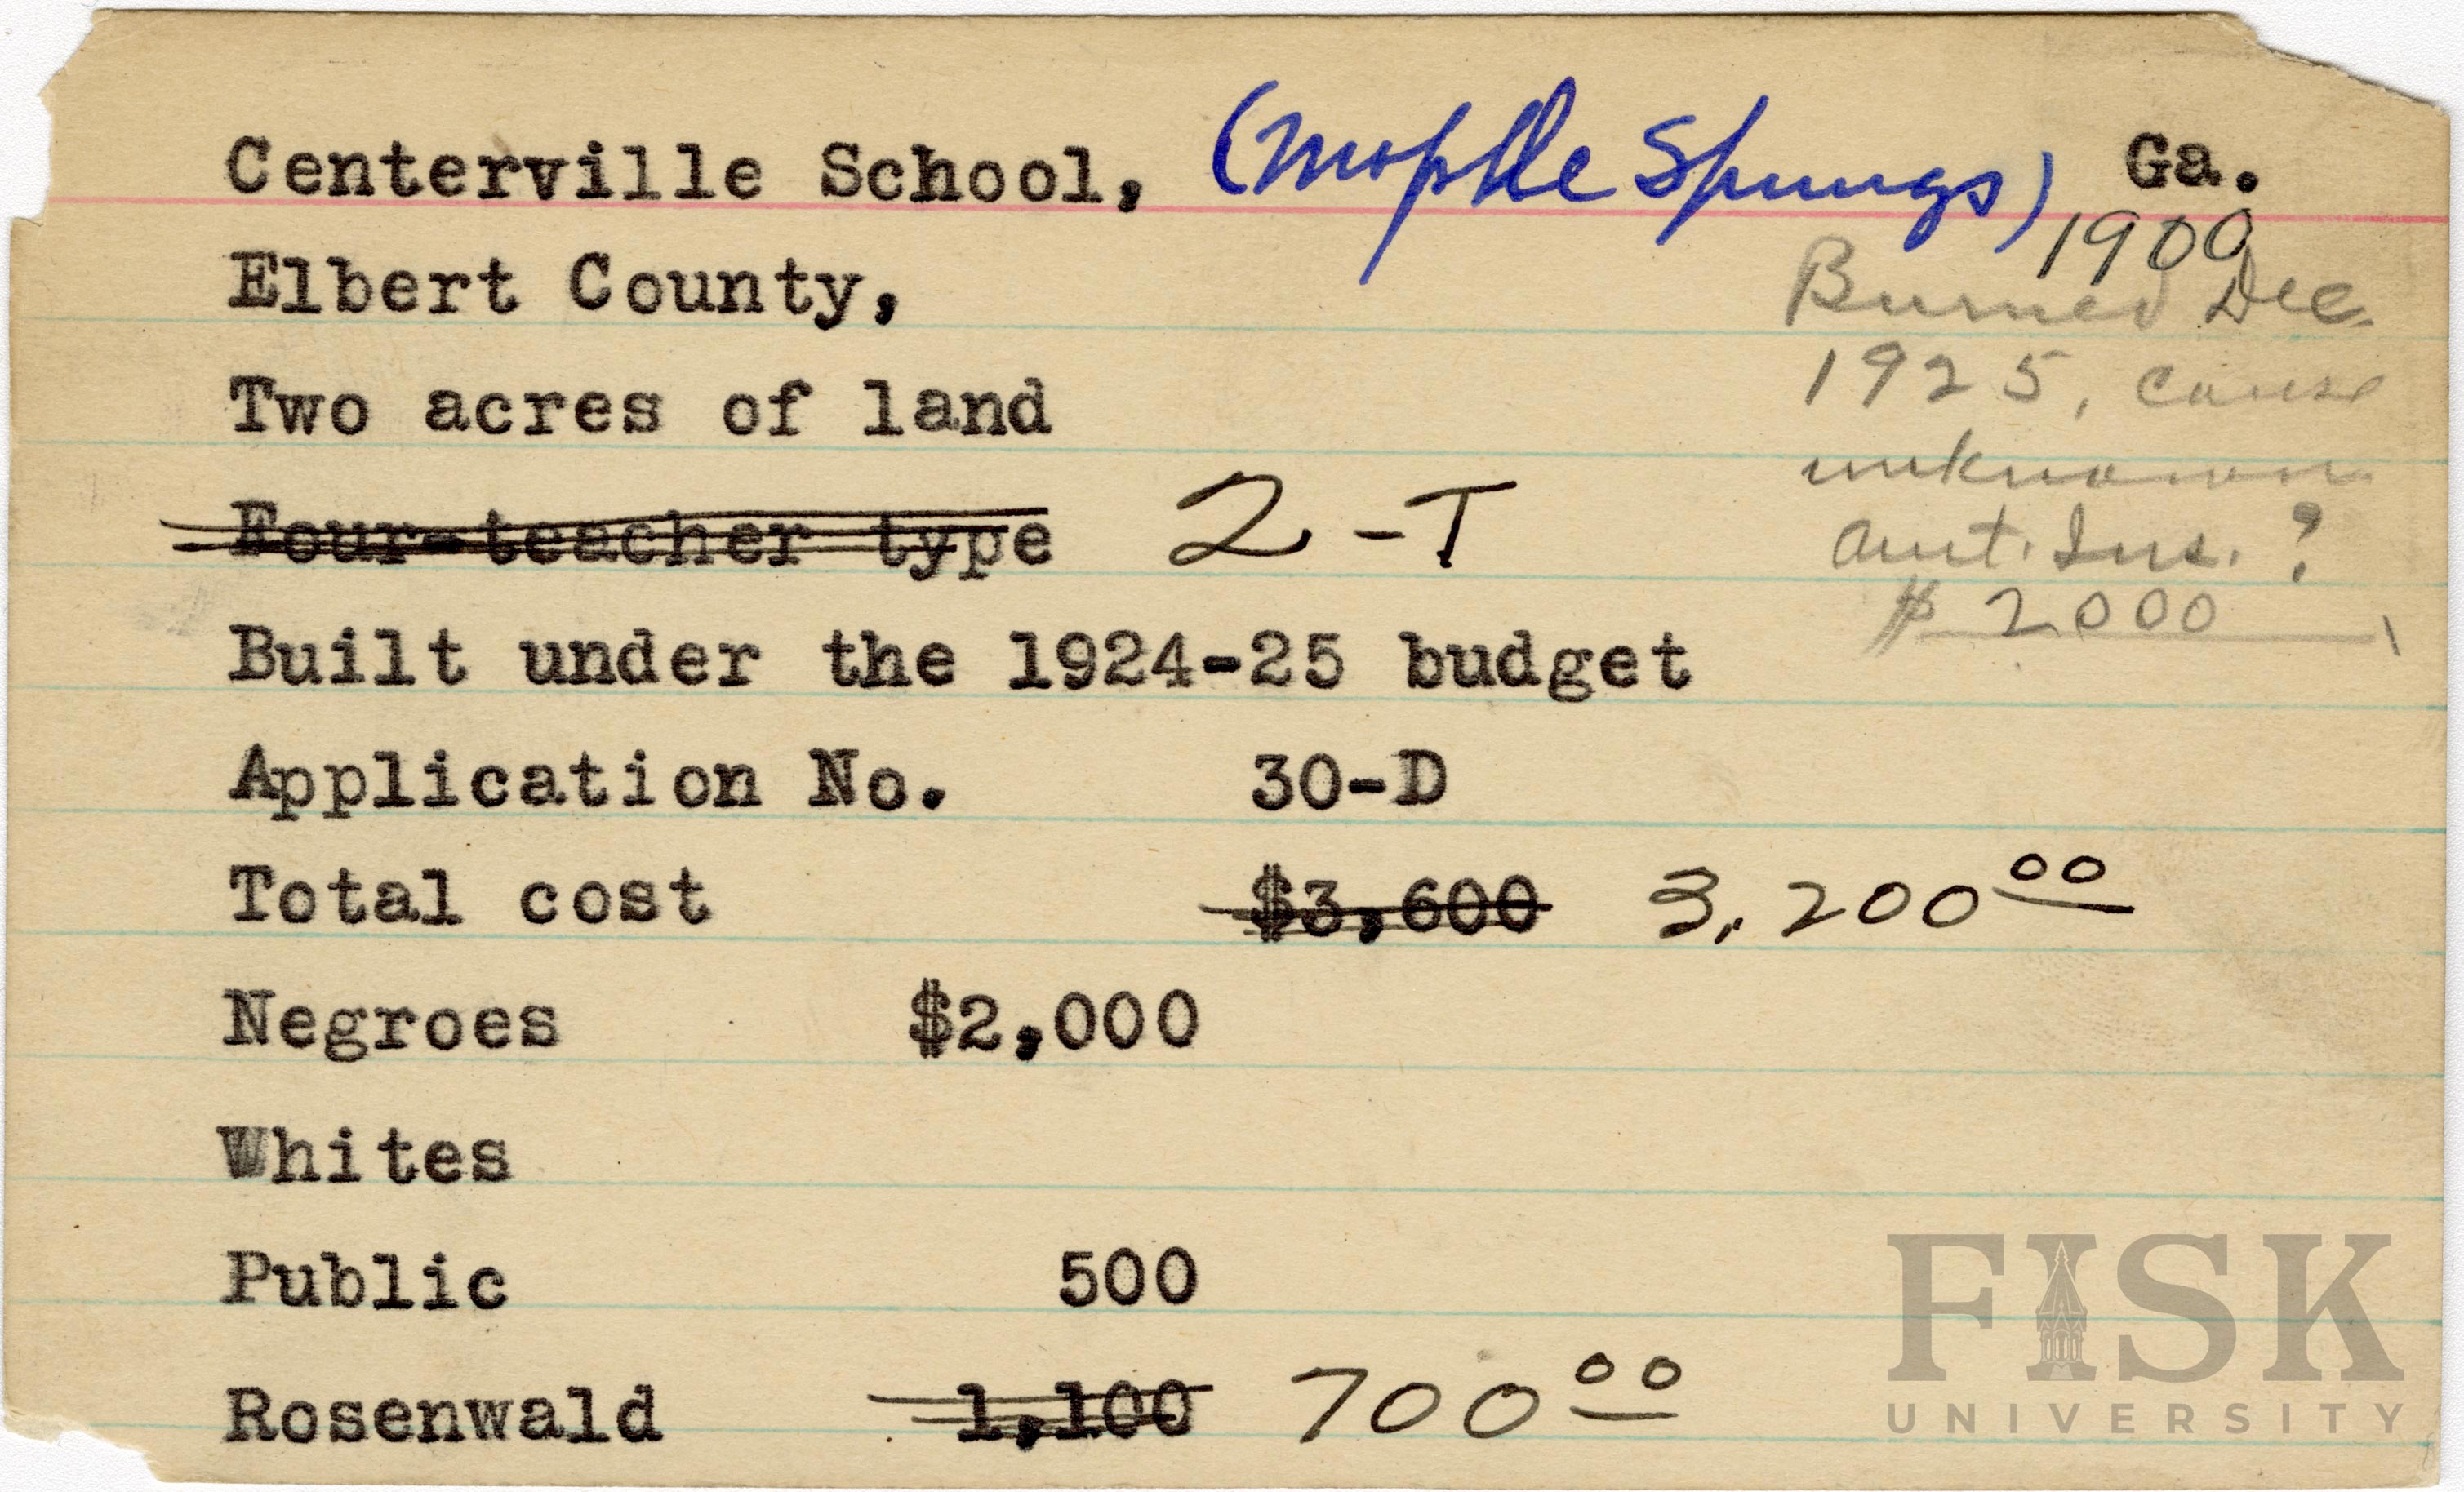 Centerville School, (Mophlle Springs) Ga.
1900
Elbert County,
Burned Dec.
1925, cause
unknown.
Amt. Ins. ?
$2000
Two acres of land
Four-teacher type 2-T
Built under the 1924-25 budget
Application No. 30-D
Total cost $3,600 3,200.00
Negroes $2,000
Whites
Public 500
Rosenwald 1,100 700.00
FISK
UNIVERSITY